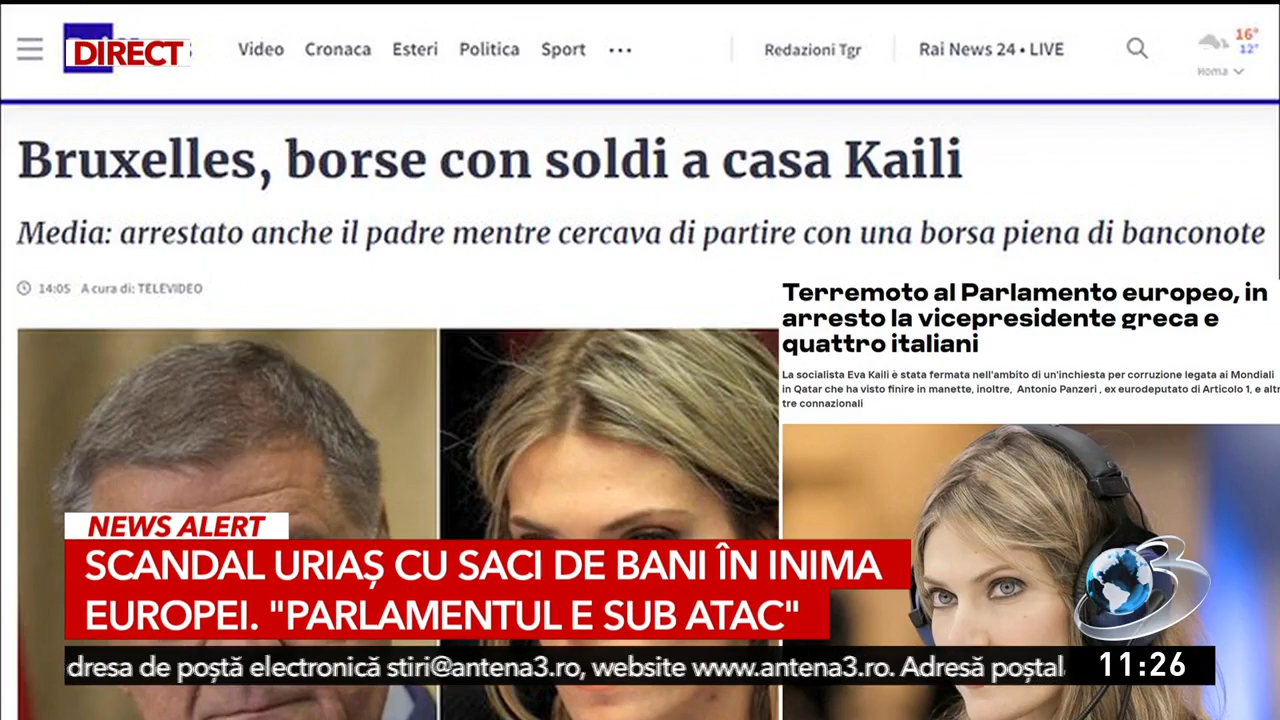 DIRECT
Video Cronaca Esteri Politica Sport ...
Redazioni Tgr
Rai News 24 • LIVE
16°
12°
Roma
Bruxelles, borse con soldi a casa Kaili
Media: arrestato anche il padre mentre cercava di partire con una borsa piena di banconote
14:05 A cura di: TELEVIDEO
Terremoto al Parlamento europeo, in
arresto la vicepresidente greca e
quattro italiani
La socialista Eva Kaili è stata fermata nell'ambito di un'inchiesta per corruzione legata ai Mondiali
in Qatar che ha visto finire in manette, inoltre, Antonio Panzeri , ex eurodeputato di Articolo 1, e altr
tre connazionali
NEWS ALERT
SCANDAL URIAȘ CU SACI DE BANI ÎN INIMA
EUROPEI. "PARLAMENTUL E SUB ATAC"
3
dresa de poștă electronică stiri@antena3.ro, website www.antena3.ro. Adresă poștal
11:26